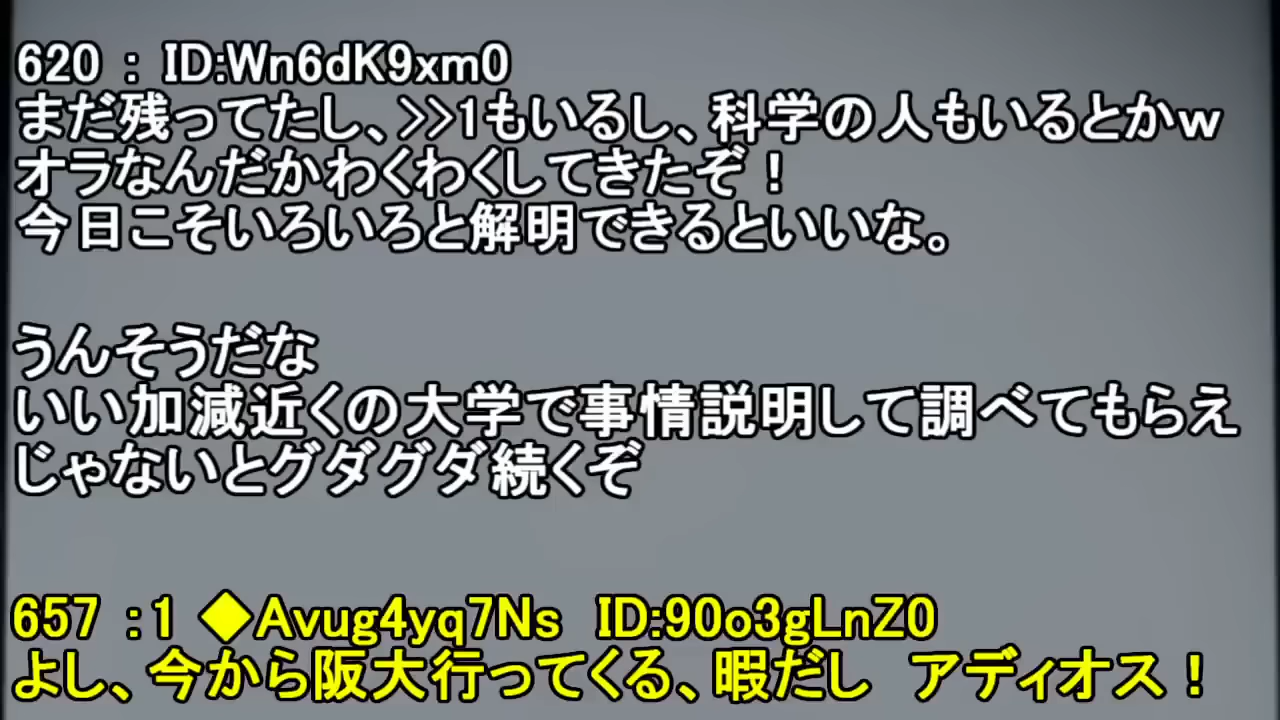 620 : ID:Wn6dK9xm0
まだ残ってたし、>>1もいるし、科学の人もいるとかｗ
オラなんだかわくわくしてきたぞ！
今日こそいろいろと解明できるといいな。
うんそうだな
いい加減近くの大学で事情説明して調べてもらえ
じゃないとグダグダ続くぞ
657 :1 ◆Avug4yq7Ns ID:90o3gLnZ0
よし、今から阪大行ってくる、暇だし　アディオス！